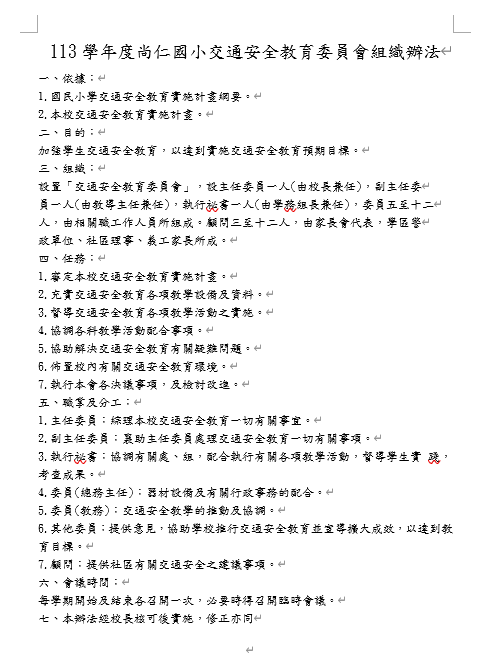 113學年度尚仁國小交通安全教育委員會組織辦法
一、依據：
1.國民小學交通安全教育實施計畫綱要。
2.本校交通安全教育實施計畫。
二、目的：
加強學生交通安全教育，以達到實施交通安全教育預期目標。
三、組織：
設置「交通安全教育委員會」，設主任委員一人(由校長兼任)，副主任委
員一人(由教導主任兼任)，執行祕書一人(由學務組長兼任)，委員五至十二
人，由相關職工作人員所組成。顧問三至十二人，由家長會代表，學區警
政單位、社區理事、義工家長所成。
四、任務：
1.審定本校交通安全教育實施計畫。
2.充實交通安全教育各項教學設備及資料。
3.督導交通安全教育各項教學活動之實施。
4.協調各科教學活動配合事項。
5.協助解決交通安全教育有關疑難問題。
6.佈置校內有關交通安全教育環境。
7.執行本會各決議事項，及檢討改進。
五、職掌及分工：
1.主任委員：綜理本校交通安全教育一切有關事宜。
2.副主任委員：襄助主任委員處理交通安全教育一切有關事項。
3.執行祕書：協調有關處、組，配合執行有關各項教學活動，督導學生實 踐，
考查成果。
4.委員(總務主任)：器材設備及有關行政事務的配合。
5.委員(教務)：交通安全教學的推動及協調。
6.其他委員：提供意見，協助學校推行交通安全教育並宣導擴大成效，以達到教
育目標。
7.顧問：提供社區有關交通安全之建議事項。
六、會議時間：
每學期開始及結束各召開一次，必要時得召開臨時會議。
七、本辦法經校長核可後實施，修正亦同